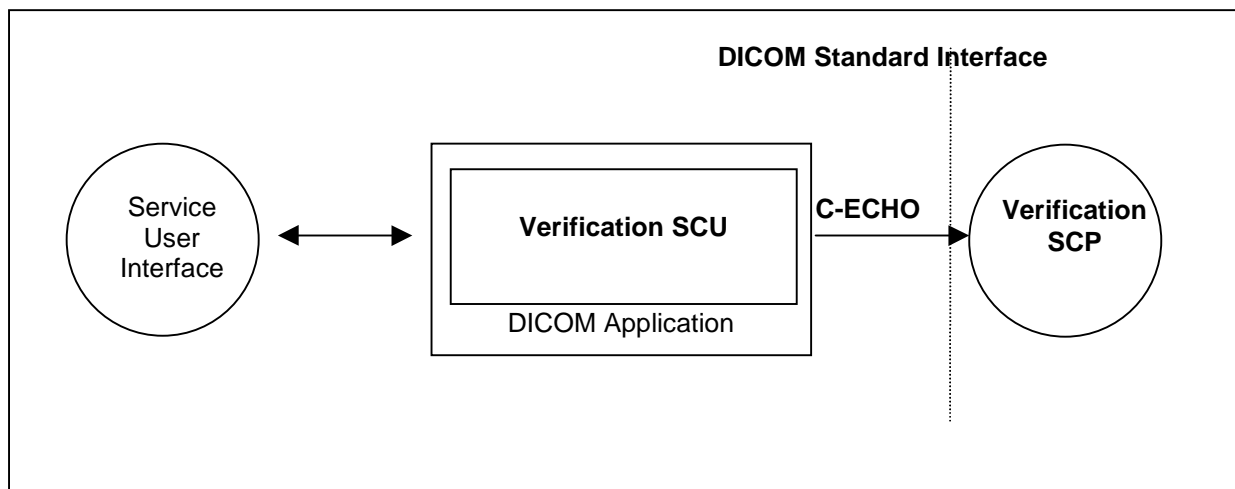 DICOM Standard Interface
Service
User
Interface
Verification SCU
DICOM Application
C-ECHO
Verification
SCP